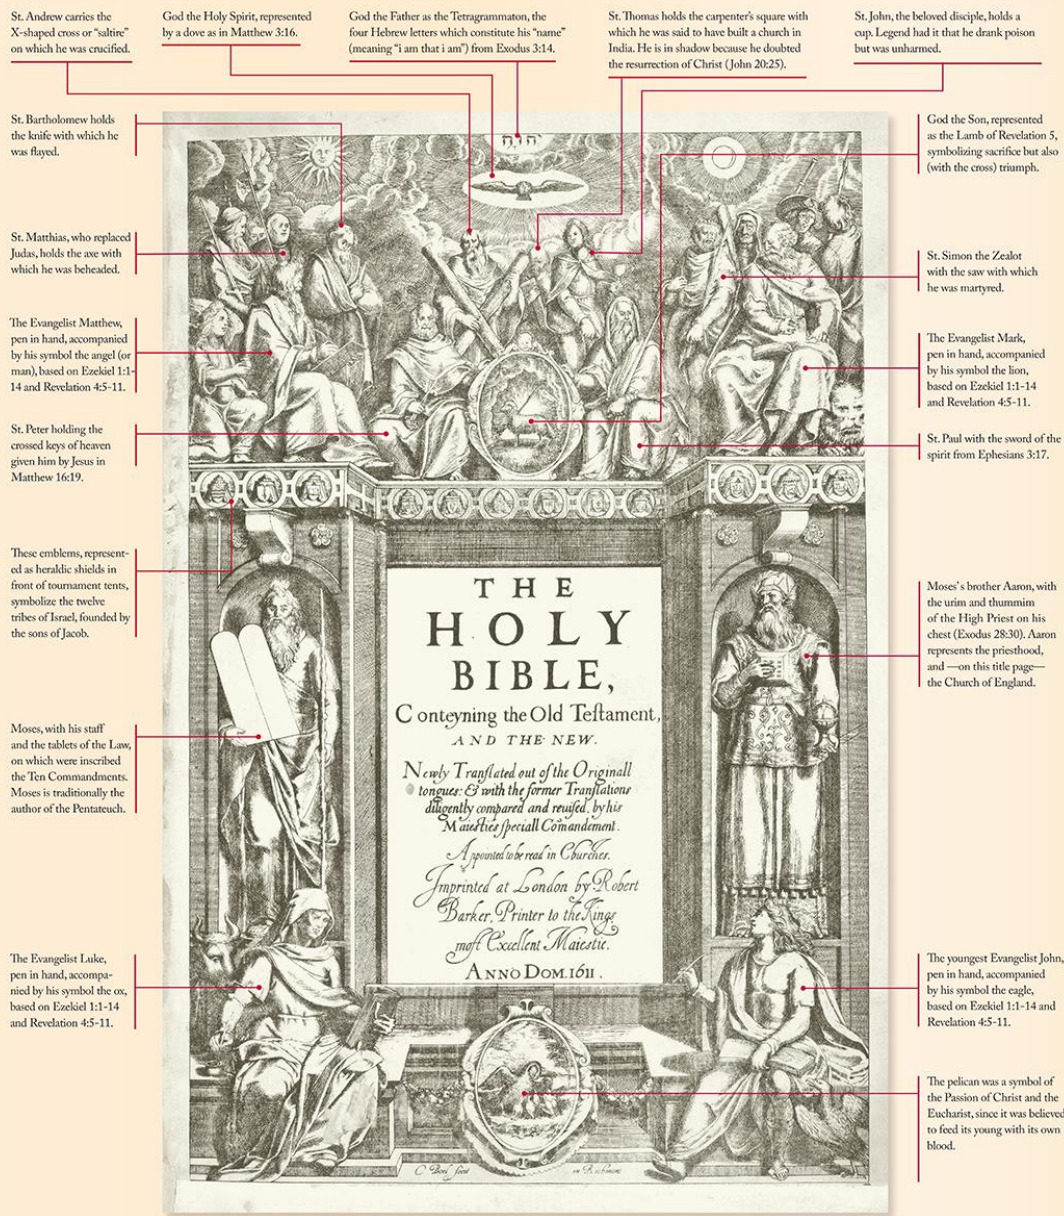 St. Andrew carries the
X-shaped cross or “saltire”
on which he was crucified.
God the Holy Spirit, represented
by a dove as in Matthew 3:16.
God the Father as the Tetragrammaton, the
four Hebrew letters which constitute his “name”
(meaning “i am that i am”) from Exodus 3:14.
St. Thomas holds the carpenter’s square with
which he was said to have built a church in
India. He is in shadow because he doubted
the resurrection of Christ (John 20:25).
St. John, the beloved disciple, holds a
cup. Legend had it that he drank poison
but was unharmed.
St. Bartholomew holds
the knife with which he
was flayed.
St. Matthias, who replaced
Judas, holds the axe with
which he was beheaded.
The Evangelist Matthew,
pen in hand, accompanied
by his symbol the angel (or
man), based on Ezekiel 1:1-
14 and Revelation 4:5-11.
St. Peter holding the
crossed keys of heaven
given him by Jesus in
Matthew 16:19.
These emblems, represent-
ed as heraldic shields in
front of tournament tents,
symbolize the twelve
tribes of Israel, founded by
the sons of Jacob.
Moses, with his staff
and the tablets of the Law,
on which were inscribed
the Ten Commandments.
Moses is traditionally the
author of the Pentateuch.
The Evangelist Luke,
pen in hand, accompa-
nied by his symbol the ox,
based on Ezekiel 1:1-14
and Revelation 4:5-11.
יהוה
THE
HOLY
BIBLE,
Conteyning the Old Teſtament,
AND THE NEW.
Newly Tranſlated out of the Originall
tongues: & with the former Tranſlations
diligently compared and reuiſed, by his
Maieſties ſpeciall Comandement.
Appointed to be read in Churches.
Imprinted at London by Robert
Barker, Printer to the Kings
moſt Excellent Maieſtie.
ANNO DOM. 1611.
C Boel fecit in Richmont
God the Son, represented
as the Lamb of Revelation 5,
symbolizing sacrifice but also
(with the cross) triumph.
St. Simon the Zealot
with the saw with which
he was martyred.
The Evangelist Mark,
pen in hand, accompanied
by his symbol the lion,
based on Ezekiel 1:1-14
and Revelation 4:5-11.
St. Paul with the sword of the
spirit from Ephesians 3:17.
Moses’s brother Aaron, with
the urim and thummim
of the High Priest on his
chest (Exodus 28:30). Aaron
represents the priesthood,
and —on this title page—
the Church of England.
The youngest Evangelist John,
pen in hand, accompanied
by his symbol the eagle,
based on Ezekiel 1:1-14 and
Revelation 4:5-11.
The pelican was a symbol of
the Passion of Christ and the
Eucharist, since it was believed
to feed its young with its own
blood.